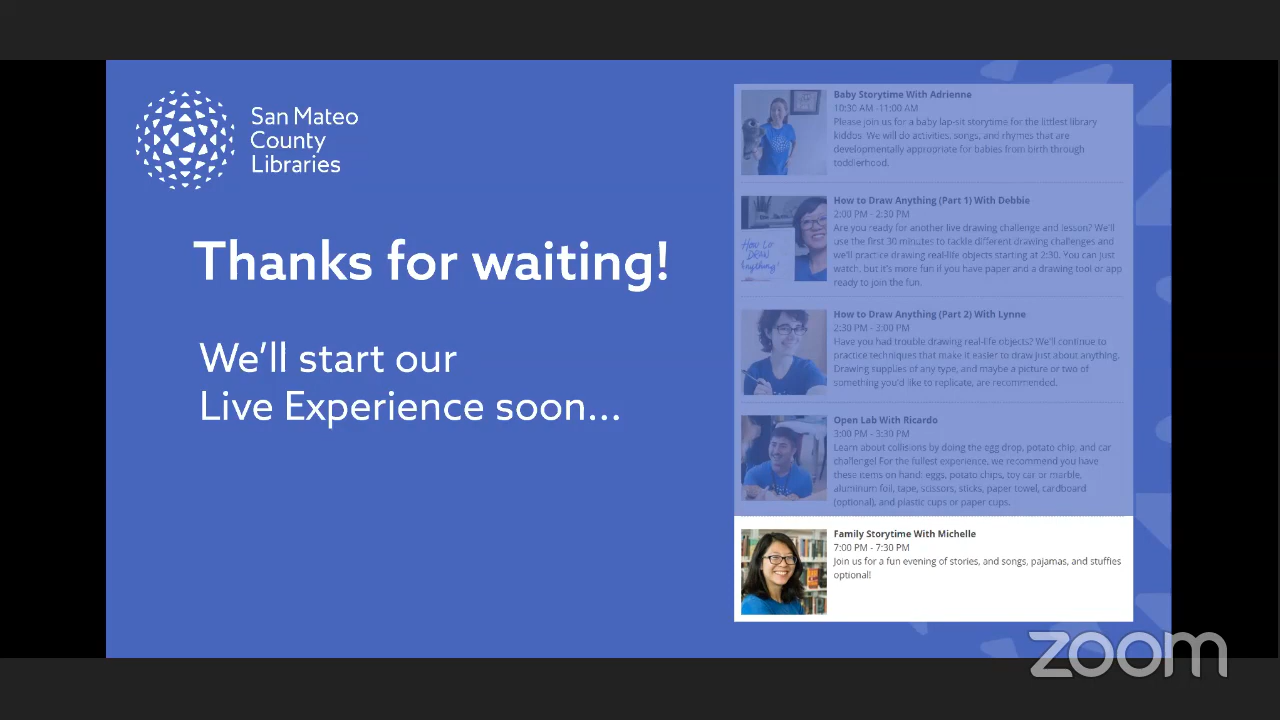 San Mateo
County
Libraries
Thanks for waiting!
We'll start our
Live Experience soon...
Baby Storytime With Adrienne
10:30 AM -11:00 AM
Please join us for a baby lap-sit storytime for the littlest library
kiddos. We will do activities, songs, and rhymes that are
developmentally appropriate for babies from birth through
toddlerhood.
How to Draw Anything (Part 1) With Debbie
2:00 PM - 2:30 PM
Are you ready for another live drawing challenge and lesson? We'll
use the first 30 minutes to tackle different drawing challenges and
we'll practice drawing real-life objects starting at 2:30. You can just
watch, but it's more fun if you have paper and a drawing tool or app
ready to join the fun.
How to
DRAW
Anything!
How to Draw Anything (Part 2) With Lynne
2:30 PM - 3:00 PM
Have you had trouble drawing real-life objects? We'll continue to
practice techniques that make it easier to draw just about anything.
Drawing supplies of any type, and maybe a picture or two of
something you'd like to replicate, are recommended.
Open Lab With Ricardo
3:00 PM - 3:30 PM
Learn about collisions by doing the egg drop, potato chip, and car
challenge! For the fullest experience, we recommend you have
these items on hand: eggs, potato chips, toy car or marble,
aluminum foil, tape, scissors, sticks, paper towel, cardboard
(optional), and plastic cups or paper cups.
Family Storytime With Michelle
7:00 PM - 7:30 PM
Join us for a fun evening of stories, and songs, pajamas, and stuffies
optional!
zoom